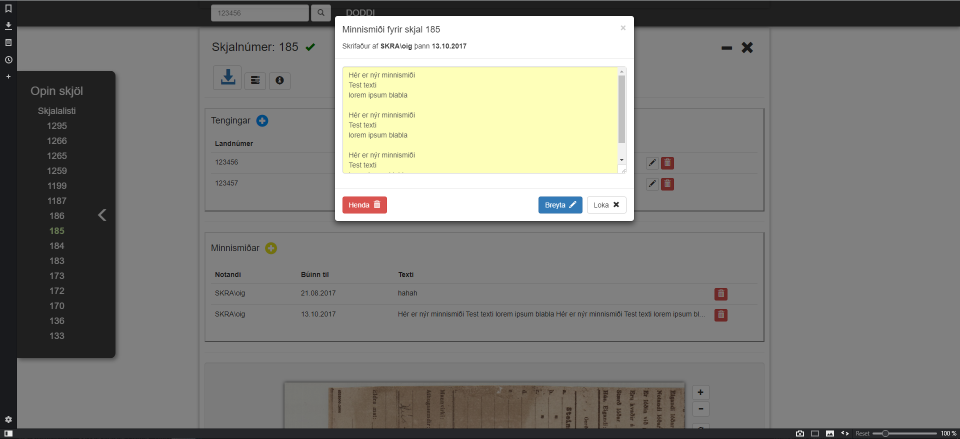 123456
DODDI
Skjalnúmer: 185
Opin skjöl
Skjalalisti
1295
1266
1265
1259
1199
1187
186
185
184
183
173
172
170
136
133
Tengingar
Landnúmer
123456
123457
Minnismiði fyrir skjal 185
×
Skrifaður af SKRA\oig þann 13.10.2017
Hér er nýr minnismiði
Test texti
lorem ipsum blabla
Hér er nýr minnismiði
Test texti
lorem ipsum blabla
Hér er nýr minnismiði
Test texti
Henda
Breyta
Loka
Minnismiðar
Notandi Búinn til Texti
SKRA\oig 21.08.2017 hahah
SKRA\oig 13.10.2017 Hér er nýr minnismiði Test texti lorem ipsum blabla Hér er nýr minnismiði Test texti lorem ipsum bl…
Reset 100 %